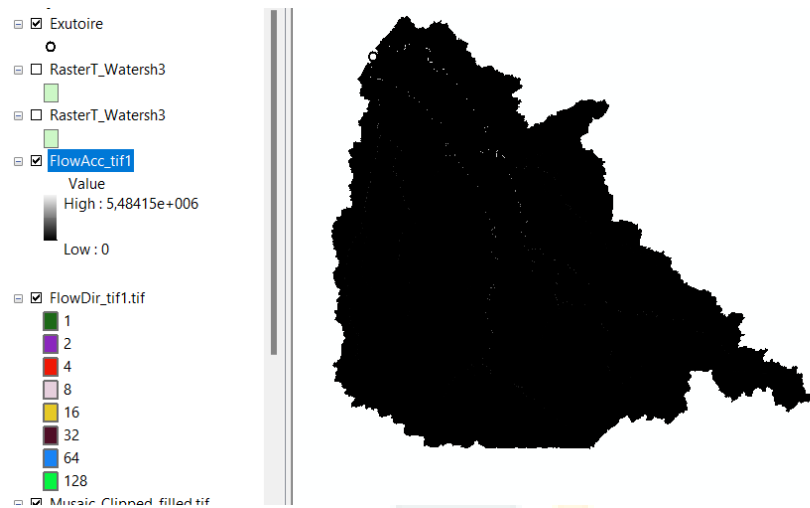 Exutoire
RasterT_Watersh3
RasterT_Watersh3
FlowAcc_tif1
Value
High : 5,48415e+006
Low : 0
FlowDir_tif1.tif
1
2
4
8
16
32
64
128
Musaic_Clipped_filled.tif